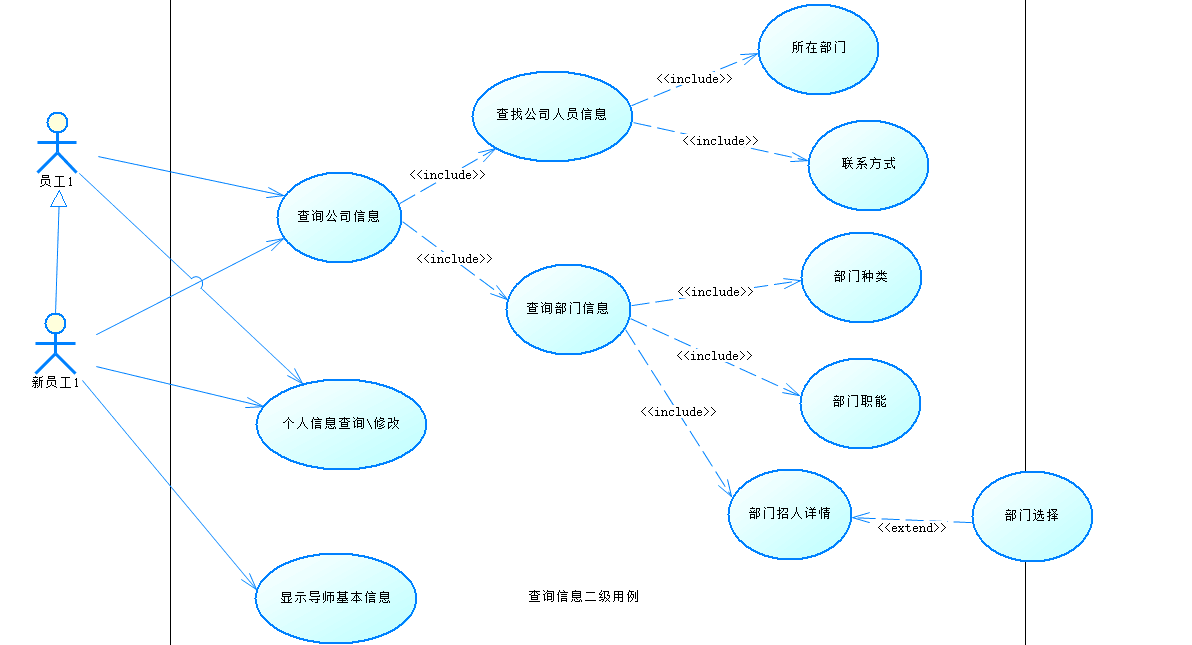 所在部门
<<include>>
查找公司人员信息
<<include>>
联系方式
员工1
<<include>>
查询公司信息
<<include>>
部门种类
<<include>>
查询部门信息
<<include>>
新员工1
部门职能
<<include>>
个人信息查询\修改
部门招人详情
部门选择
<<extend>>
显示导师基本信息
查询信息二级用例